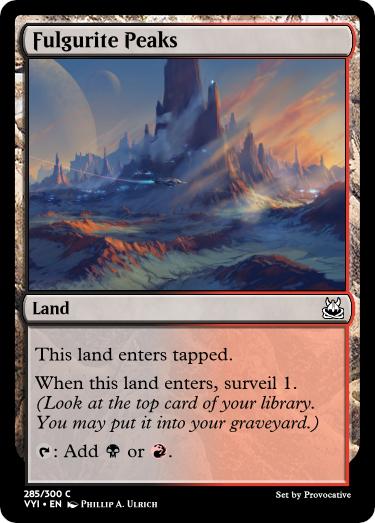 Fulgurite Peaks
Land
This land enters tapped.
When this land enters, surveil 1.
(Look at the top card of your library.
You may put it into your graveyard.)
: Add or .
285/300 C
VYI • EN Phillip A. Ulrich
Set by Provocative